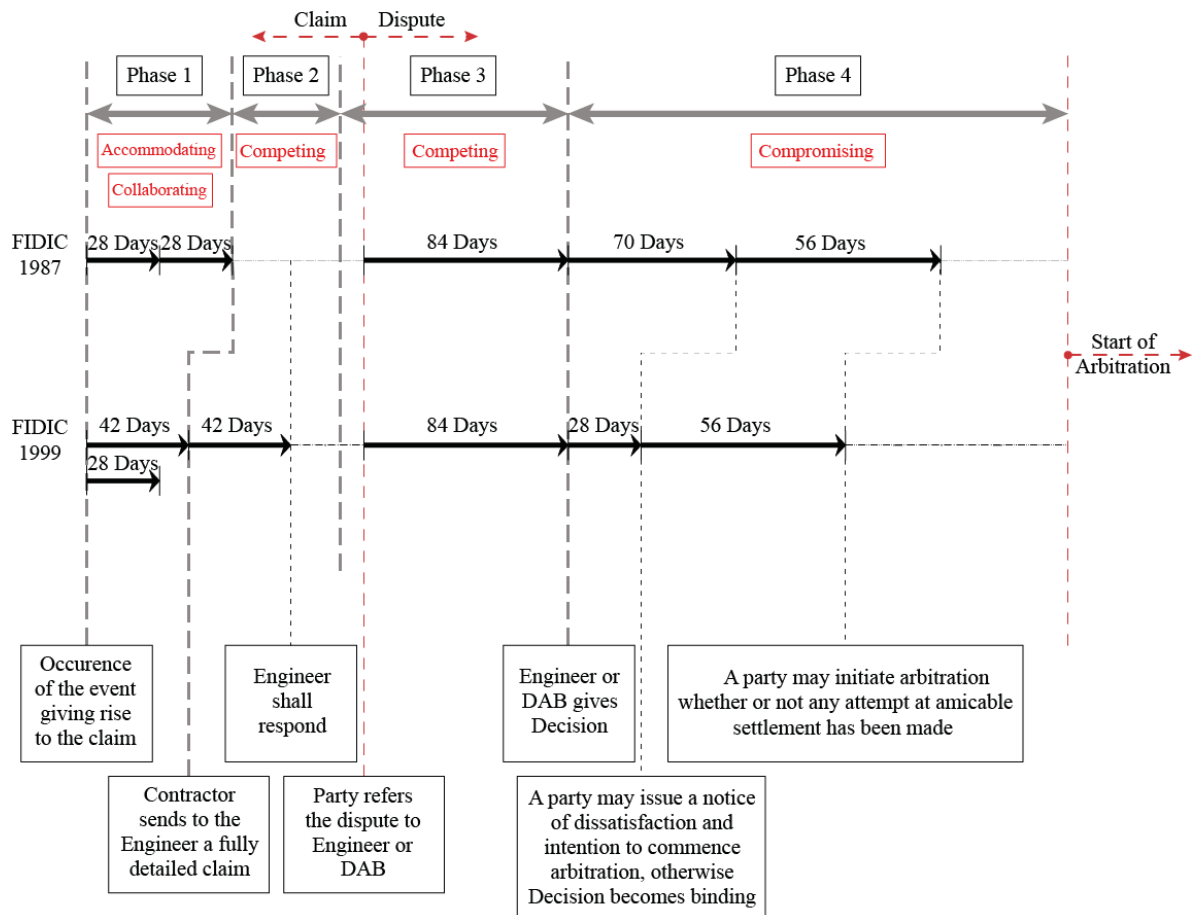 Claim
Dispute
Phase 1
Phase 2
Phase 3
Phase 4
Accommodating
Competing
Competing
Compromising
Collaborating
FIDIC
1987
28 Days
28 Days
84 Days
70 Days
56 Days
Start of
Arbitration
FIDIC
1999
42 Days
42 Days
84 Days
28 Days
56 Days
28 Days
Occurence
of the event
giving rise
to the claim
Engineer
shall
respond
Engineer or
DAB gives
Decision
A party may initiate arbitration
whether or not any attempt at amicable
settlement has been made
Contractor
sends to the
Engineer a fully
detailed claim
Party refers
the dispute to
Engineer or
DAB
A party may issue a notice
of dissatisfaction and
intention to commence
arbitration, otherwise
Decision becomes binding